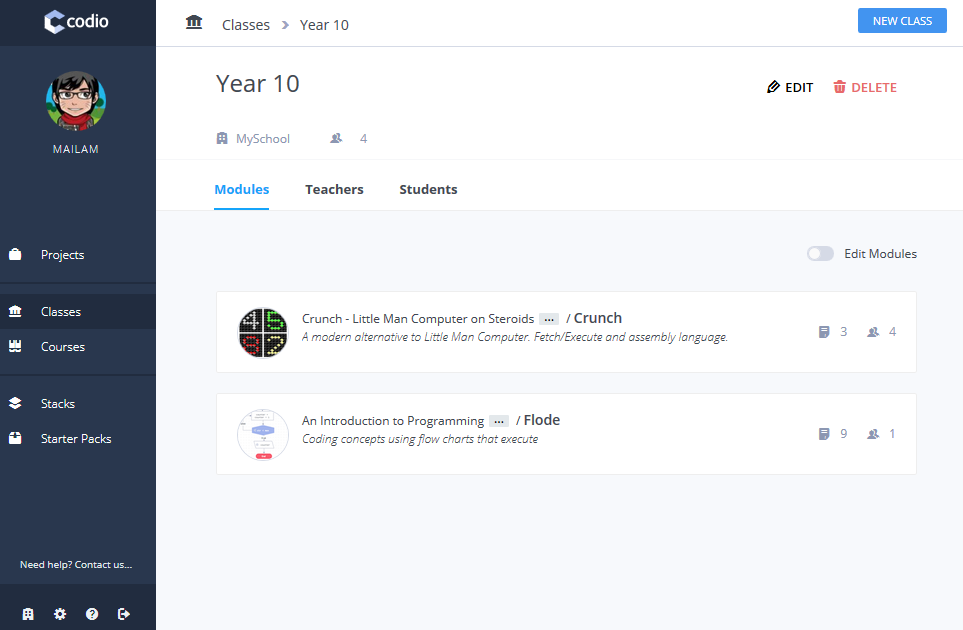 codio
MAILAM
Projects
Classes
Courses
Stacks
Starter Packs
Need help? Contact us...
Classes > Year 10
NEW CLASS
Year 10
EDIT
DELETE
MySchool 4
Modules Teachers Students
Edit Modules
Crunch - Little Man Computer on Steroids ... / Crunch
A modern alternative to Little Man Computer. Fetch/Execute and assembly language.
3 4
An Introduction to Programming ... / Flode
Coding concepts using flow charts that execute
9 1